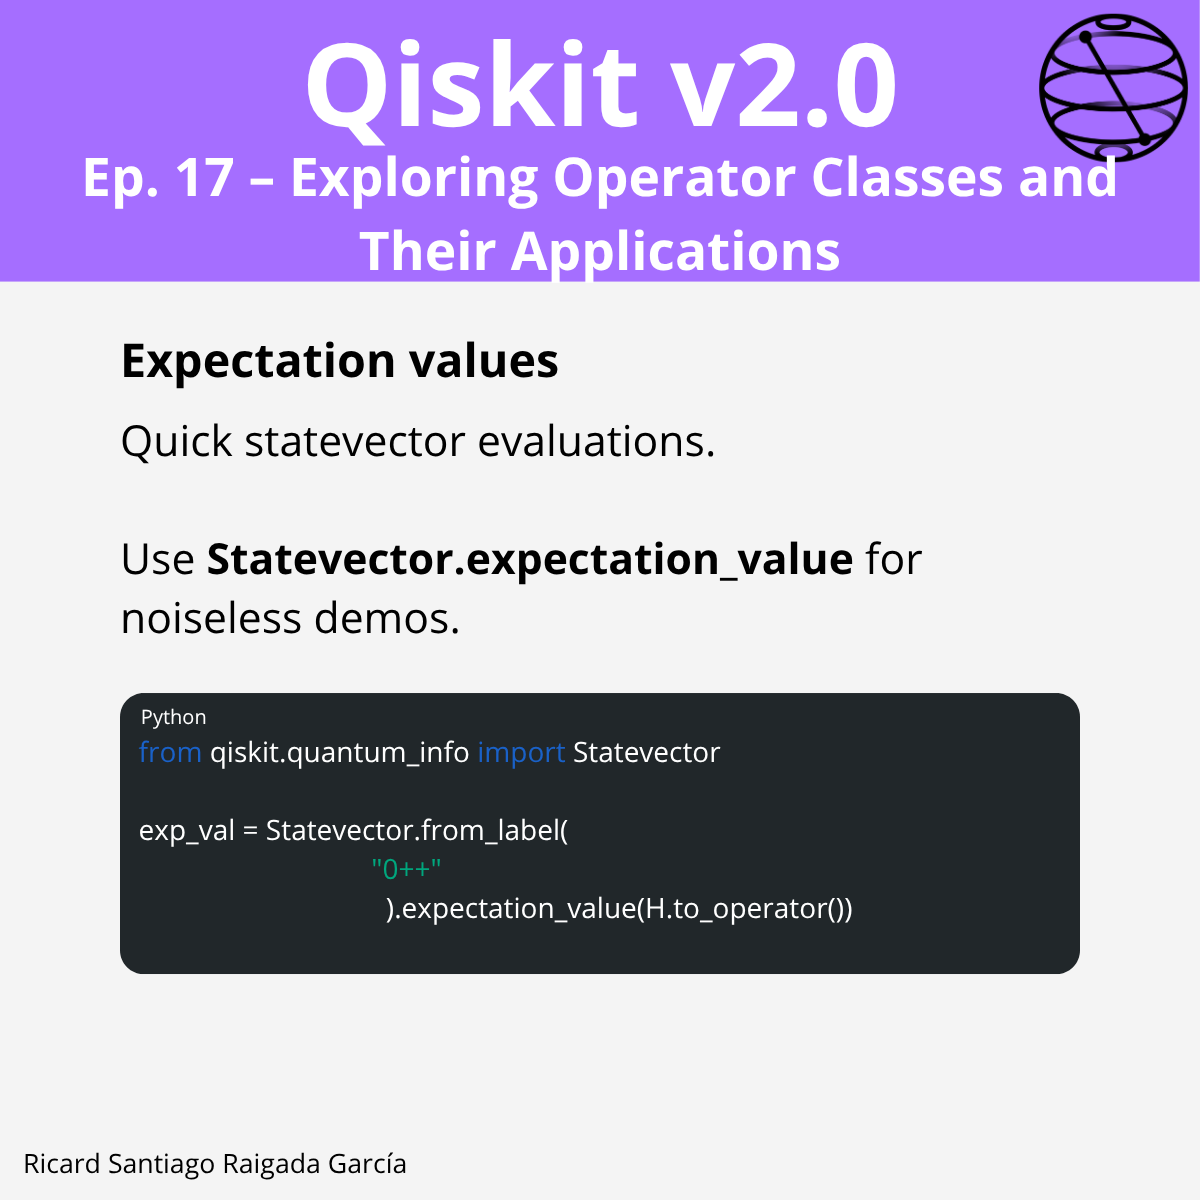 Qiskit v2.0
Ep. 17 – Exploring Operator Classes and
Their Applications
Expectation values
Quick statevector evaluations.
Use Statevector.expectation_value for
noiseless demos.
Python
from qiskit.quantum_info import Statevector
exp_val = Statevector.from_label(
"0++"
).expectation_value(H.to_operator())
Ricard Santiago Raigada García